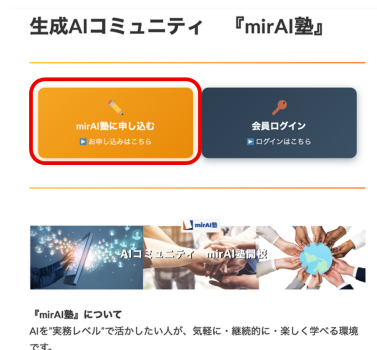 生成AIコミュニティ 『mirAI塾』
mirAI塾に申し込む
▶お申し込みはこちら
会員ログイン
▶ログインはこちら
mirAI塾
AIコミュニティ mirAI塾開校
『mirAI塾』について
AIを"実務レベル"で活かしたい人が、気軽に・継続的に・楽しく学べる環境
です。